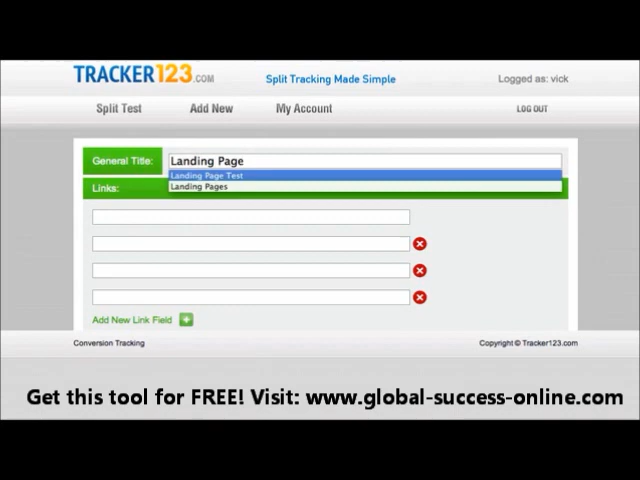 TRACKER123.COM
Split Tracking Made Simple
Logged as: vick
Split Test
Add New
My Account
LOG OUT
General Title:
Landing Page
Landing Page Test
Landing Pages
Links:
Add New Link Field
Conversion Tracking
Copyright © Tracker123.com
Get this tool for FREE! Visit: www.global-success-online.com